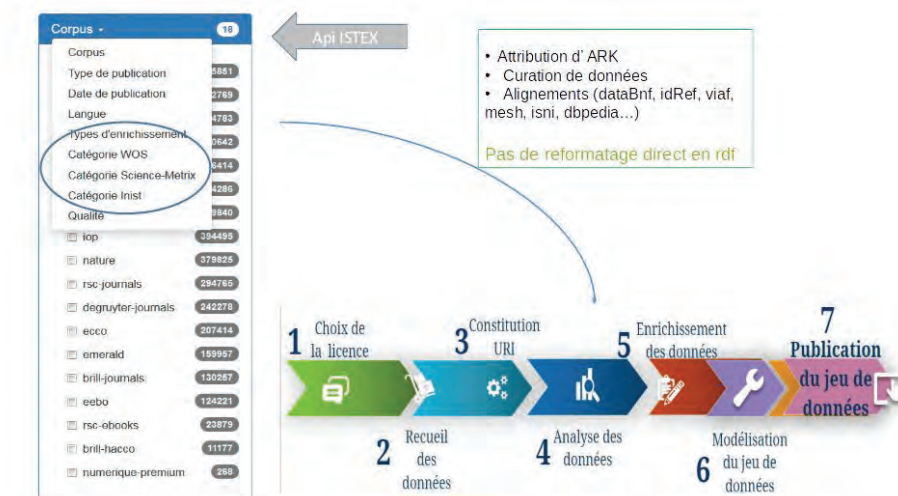 Corpus
18
Corpus
Type de publication
5851
Date de publication
2769
Langue
4783
Types d'enrichissement
0642
Catégorie WOS
6414
Catégorie Science-Metrix
4286
Catégorie Inist
9840
Qualité
iop 394495
nature 379825
rsc-journals 294765
degruyter-journals 242278
ecco 207414
emerald 159957
brill-journals 130257
eebo 124221
rsc-ebooks 23879
brill-hacco 11177
numerique-premium 268
Api ISTEX
• Attribution d' ARK
• Curation de données
• Alignements (dataBnf, idRef, viaf,
mesh, isni, dbpedia…)
Pas de reformatage direct en rdf
1 Choix de
la licence
2 Recueil
des
données
3 Constitution
URI
4 Analyse des
données
5 Enrichissement
des données
6 Modélisation
du jeu de
données
7
Publication
du jeu de
données